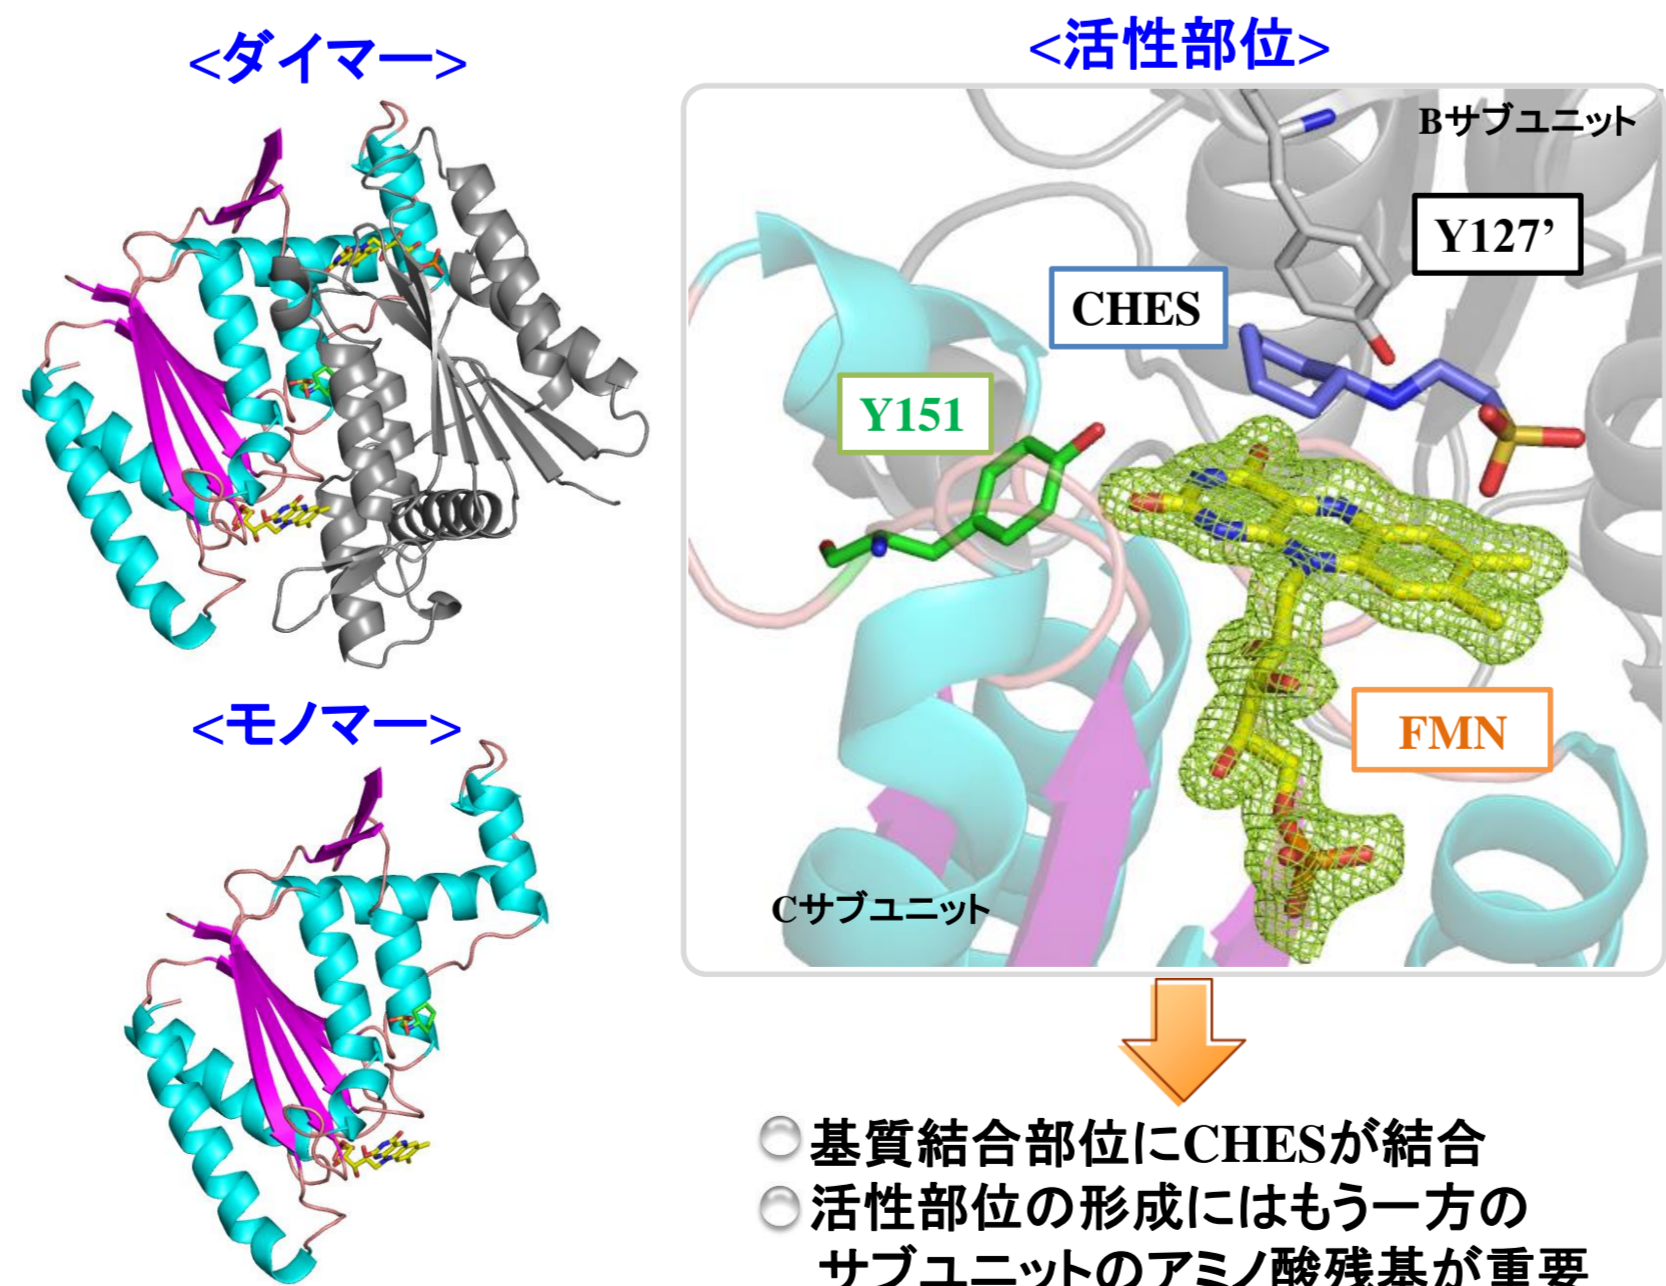 <ダイマー>
<活性部位>
Bサブユニット
Y127’
CHES
Y151
FMN
Cサブユニット
<モノマー>
基質結合部位にCHESが結合
活性部位の形成にはもう一方の
サブユニットのアミノ酸残基が重要